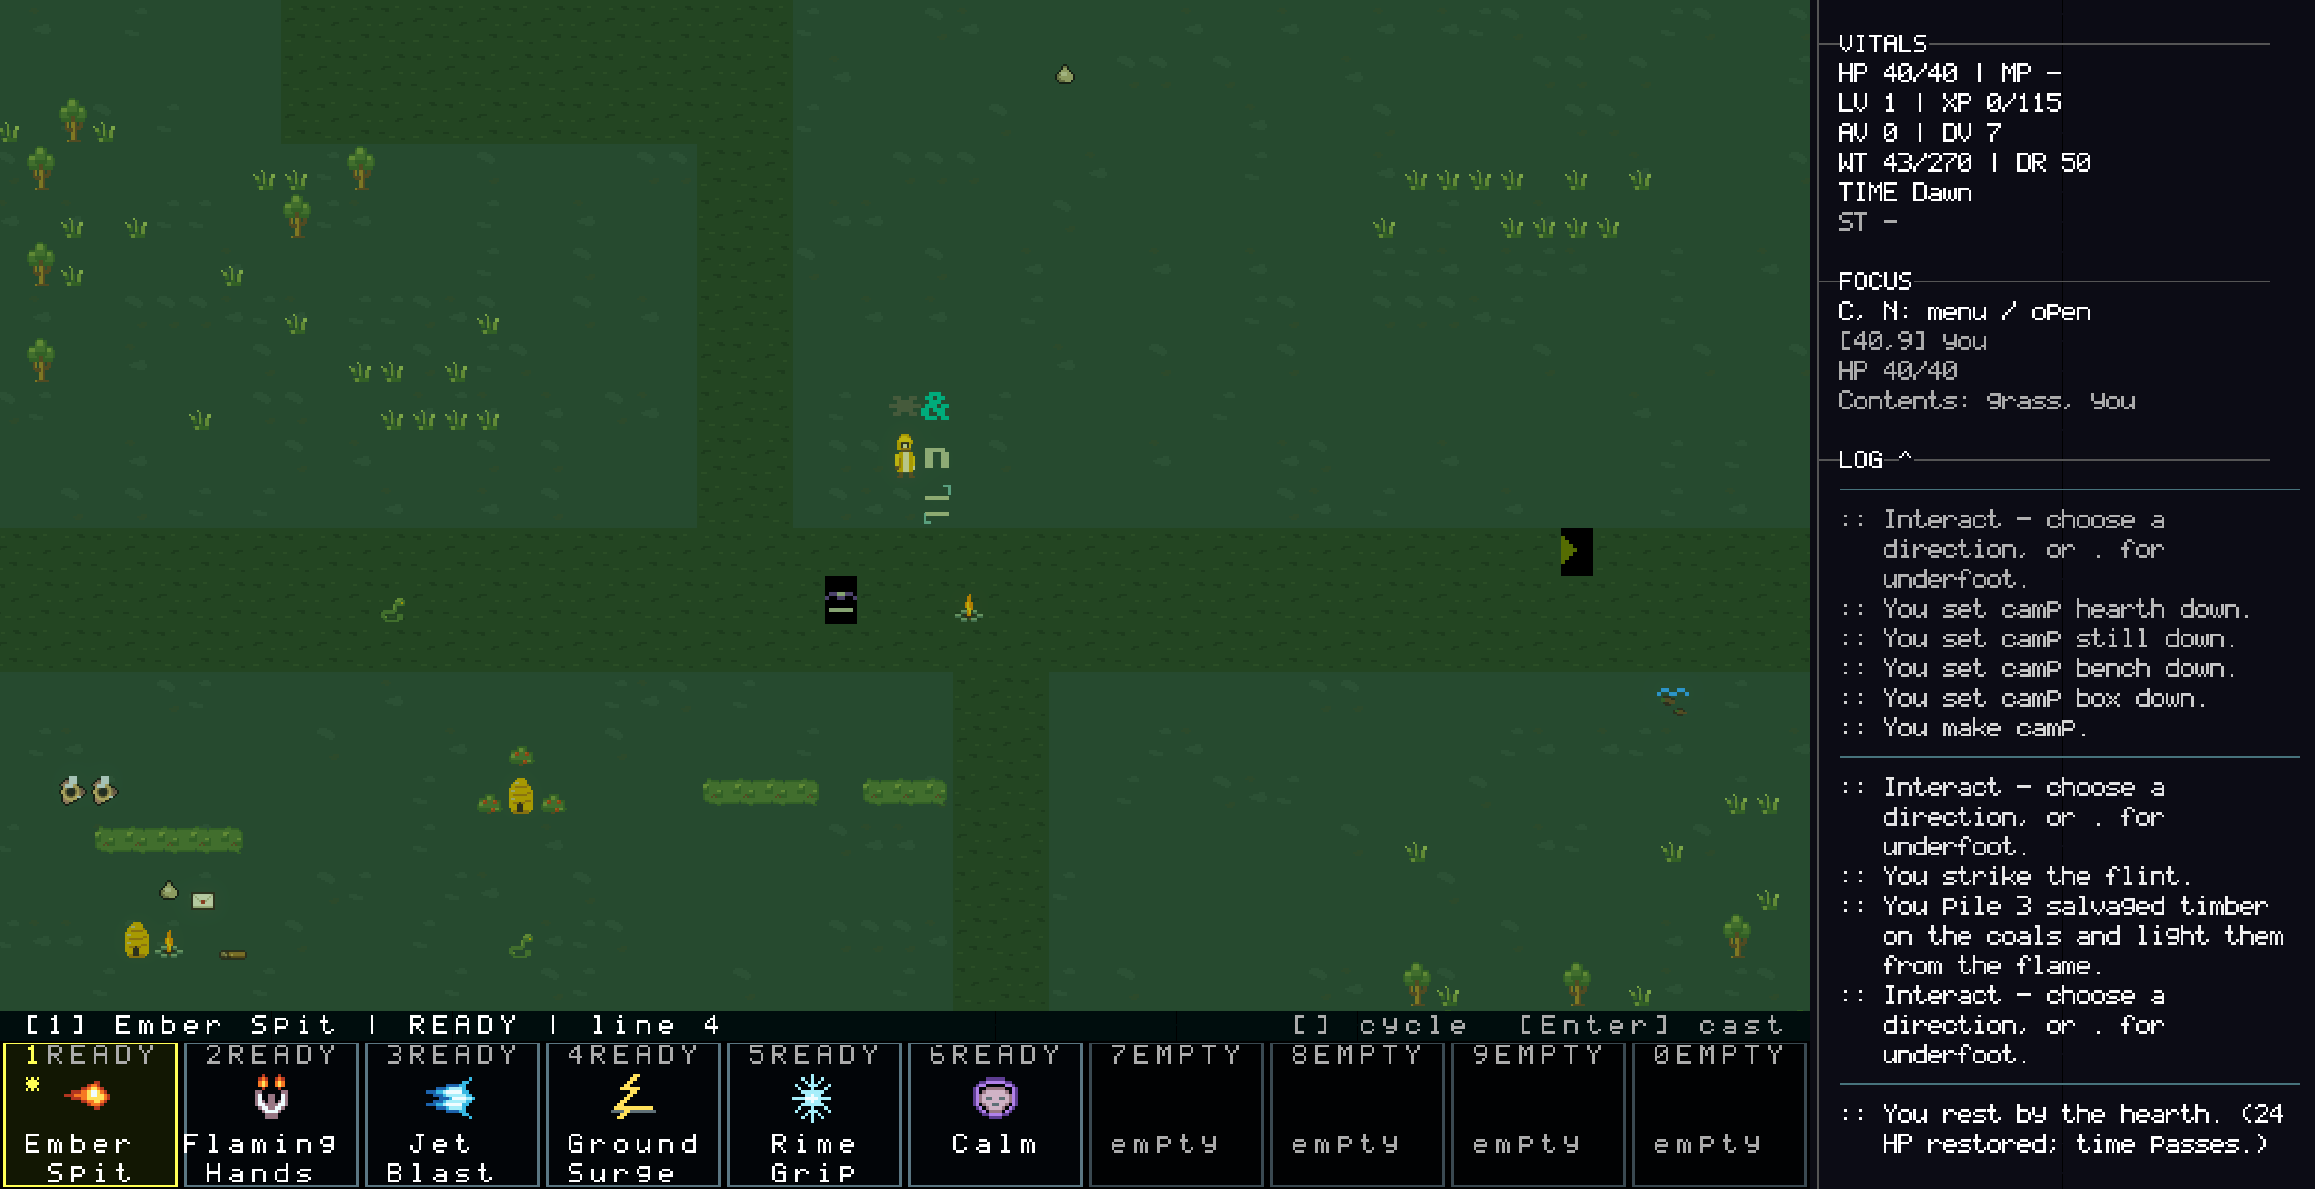 VITALS
HP 40/40 | MP -
LV 1 | XP 0/115
AV 0 | DV 7
WT 43/270 | DR 50
TIME Dawn
ST -
FOCUS
C, N: menu / open
[40,9] you
HP 40/40
Contents: grass, you
LOG ^
:: Interact - choose a
direction, or . for
underfoot.
:: You set camp hearth down.
:: You set camp still down.
:: You set camp bench down.
:: You set camp box down.
:: You make camp.
:: Interact - choose a
direction, or . for
underfoot.
:: You strike the flint.
:: You pile 3 salvaged timber
on the coals and light them
from the flame.
:: Interact - choose a
direction, or . for
underfoot.
:: You rest by the hearth. (24
HP restored; time passes.)
&
n
[1] Ember Spit | READY | line 4
[] cycle [Enter] cast
1READY
Ember
Spit
2READY
Flaming
Hands
3READY
Jet
Blast
4READY
Ground
Surge
5READY
Rime
Grip
6READY
Calm
7EMPTY
empty
8EMPTY
empty
9EMPTY
empty
0EMPTY
empty